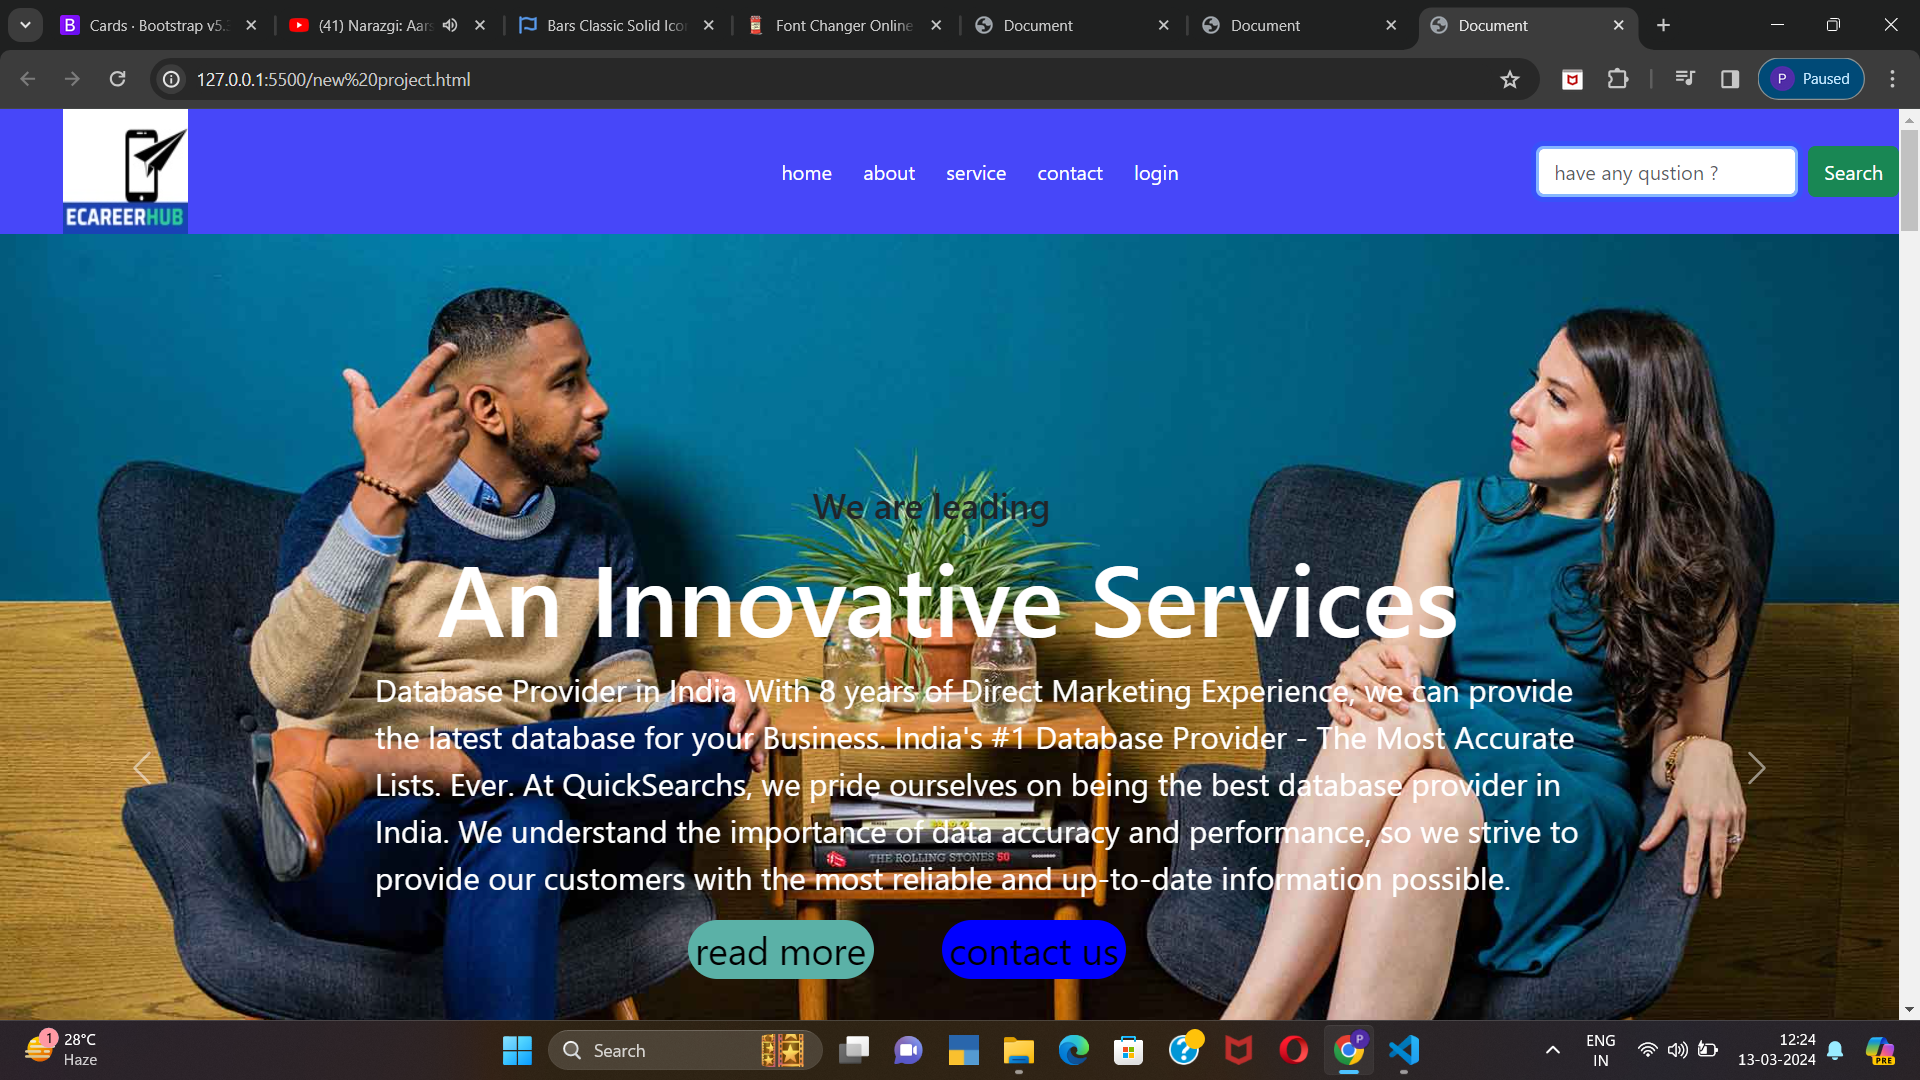 Cards · Bootstrap v5.3
(41) Narazgi: Aars
Bars Classic Solid Icon
Font Changer Online
Document
Document
Document
127.0.0.1:5500/new%20project.html
P Paused
ECAREERHUB
home about service contact login
have any qustion ?
Search
We are leading
An Innovative Services
Database Provider in India With 8 years of Direct Marketing Experience, we can provide
the latest database for your Business. India's #1 Database Provider - The Most Accurate
Lists. Ever. At QuickSearchs, we pride ourselves on being the best database provider in
India. We understand the importance of data accuracy and performance, so we strive to
provide our customers with the most reliable and up-to-date information possible.
THE ROLLING STONES 50
read more contact us
1
28°C
Haze
Search
P
ENG
IN
12:24
13-03-2024
PRE